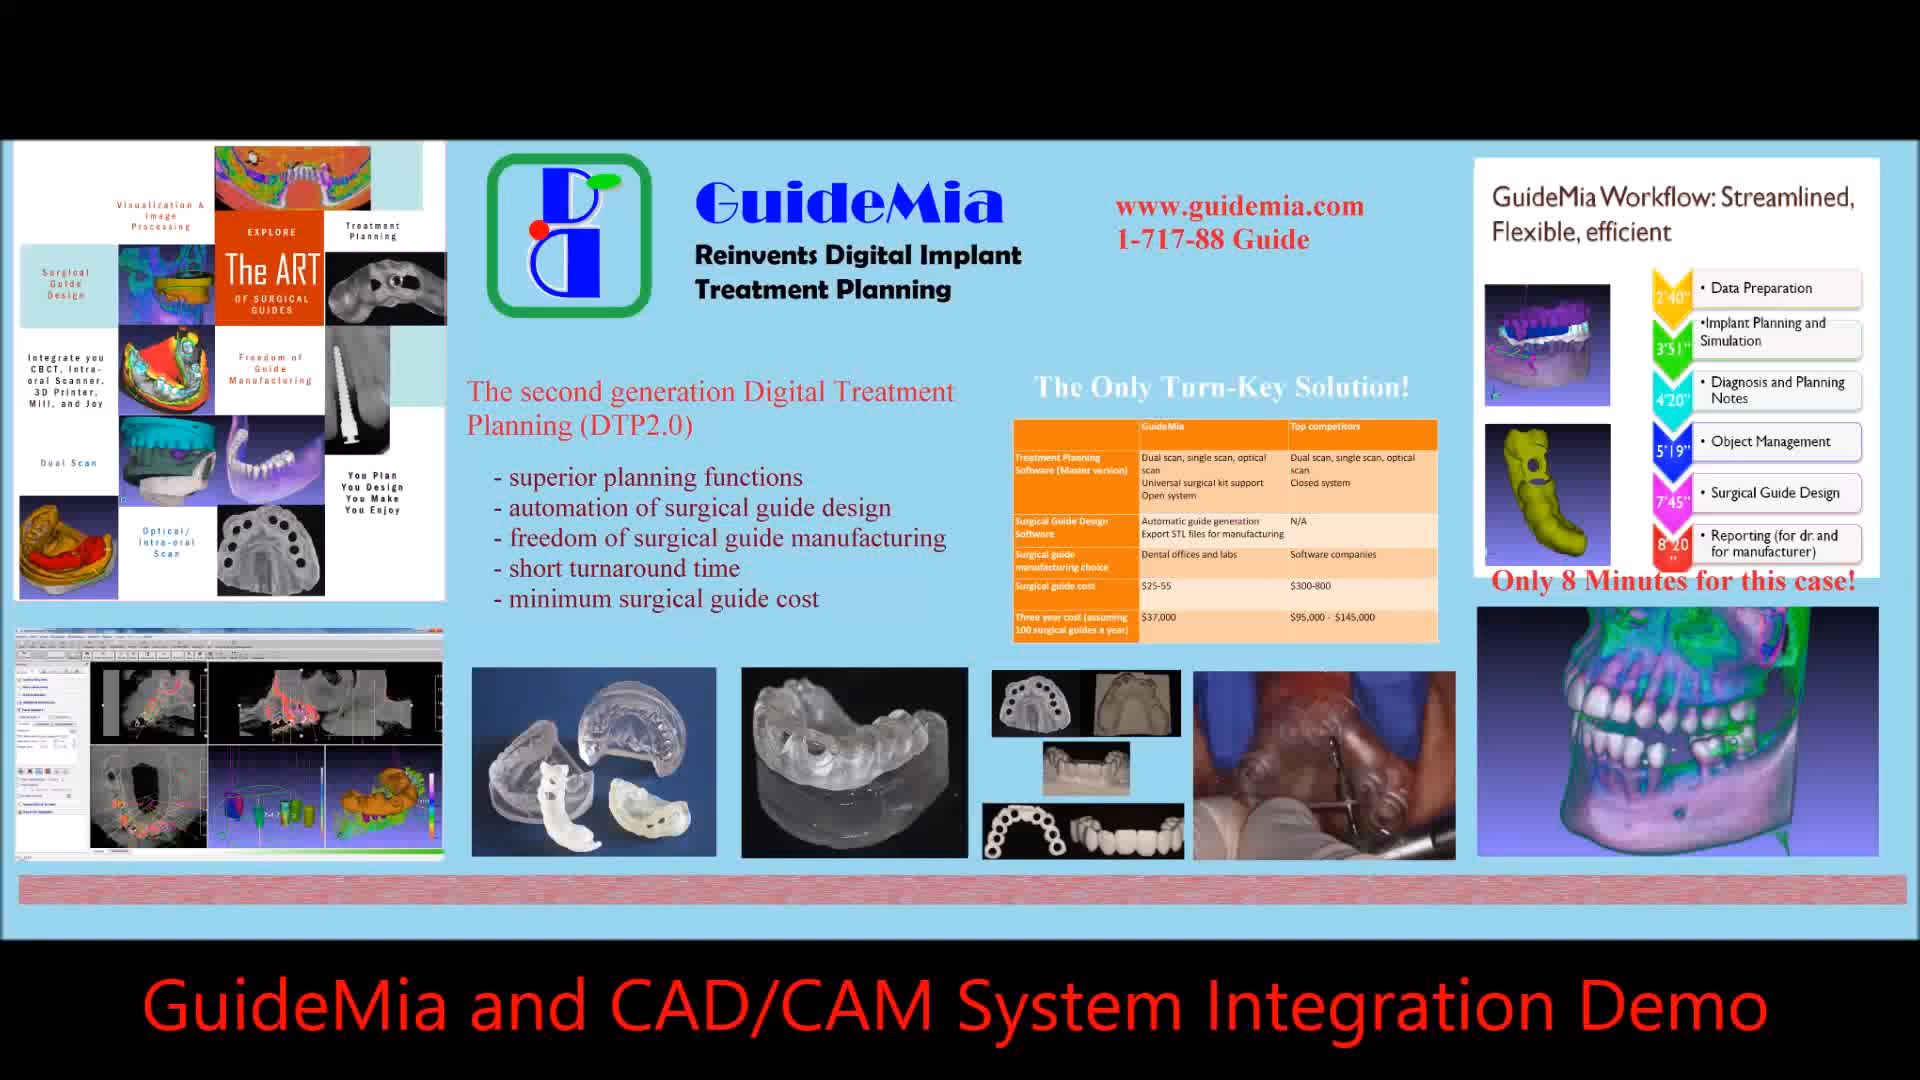 Visualization &
Image
Processing
EXPLORE
The ART
OF SURGICAL
GUIDES
Treatment
Planning
Surgical
Guide
Design
Integrate you
CBCT, Intra-
oral Scanner,
3D Printer,
Mill, and Joy
Freedom of
Guide
Manufacturing
Dual Scan
You Plan
You Design
You Make
You Enjoy
Optical/
Intra-oral
Scan
GuideMia
Reinvents Digital Implant
Treatment Planning
www.guidemia.com
1-717-88 Guide
The second generation Digital Treatment
Planning (DTP2.0)
- superior planning functions
- automation of surgical guide design
- freedom of surgical guide manufacturing
- short turnaround time
- minimum surgical guide cost
The Only Turn-Key Solution!
GuideMia Top competitors
Treatment Planning Dual scan, single scan, optical Dual scan, single scan, optical
Software (Master version) scan scan
Universal surgical kit support Closed system
Open system
Surgical Guide Design Automatic guide generation N/A
Software Export STL files for manufacturing
Surgical guide Dental offices and labs Software companies
manufacturing choice
Surgical guide cost $25-55 $300-800
Three year cost (assuming $37,000 $95,000 - $145,000
100 surgical guides a year)
GuideMia Workflow: Streamlined,
Flexible, efficient
2'40" • Data Preparation
•Implant Planning and
3'51" Simulation
• Diagnosis and Planning
4'20" Notes
5'19" • Object Management
7'45" • Surgical Guide Design
8'20" • Reporting (for dr. and
for manufacturer)
Only 8 Minutes for this case!
GuideMia and CAD/CAM System Integration Demo